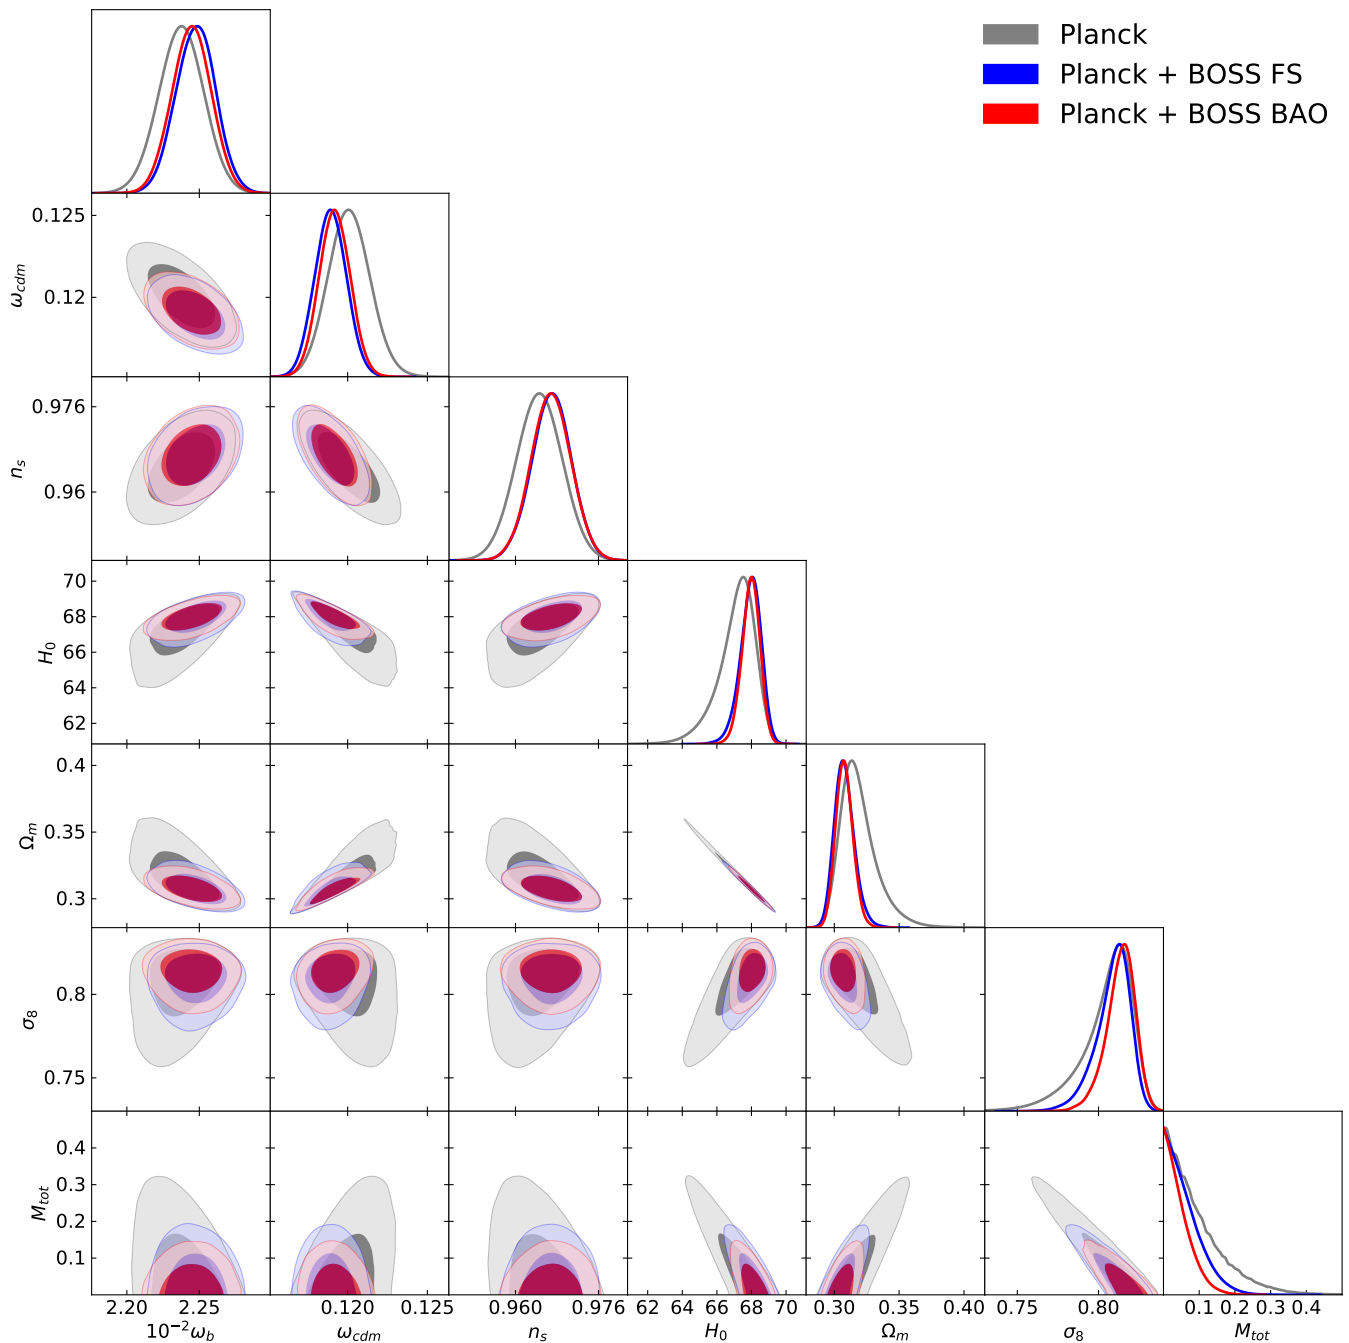 Planck
Planck + BOSS FS
Planck + BOSS BAO
0.125
0.12
ω_cdm
0.976
0.96
n_s
70
68
66
64
62
H_0
0.4
0.35
0.3
Ω_m
0.8
0.75
σ_8
0.4
0.3
0.2
0.1
M_tot
2.20 2.25 0.120 0.125 0.960 0.976 62 64 66 68 70 0.30 0.35 0.40 0.75 0.80 0.1 0.2 0.3 0.4
10^-2 ω_b ω_cdm n_s H_0 Ω_m σ_8 M_tot